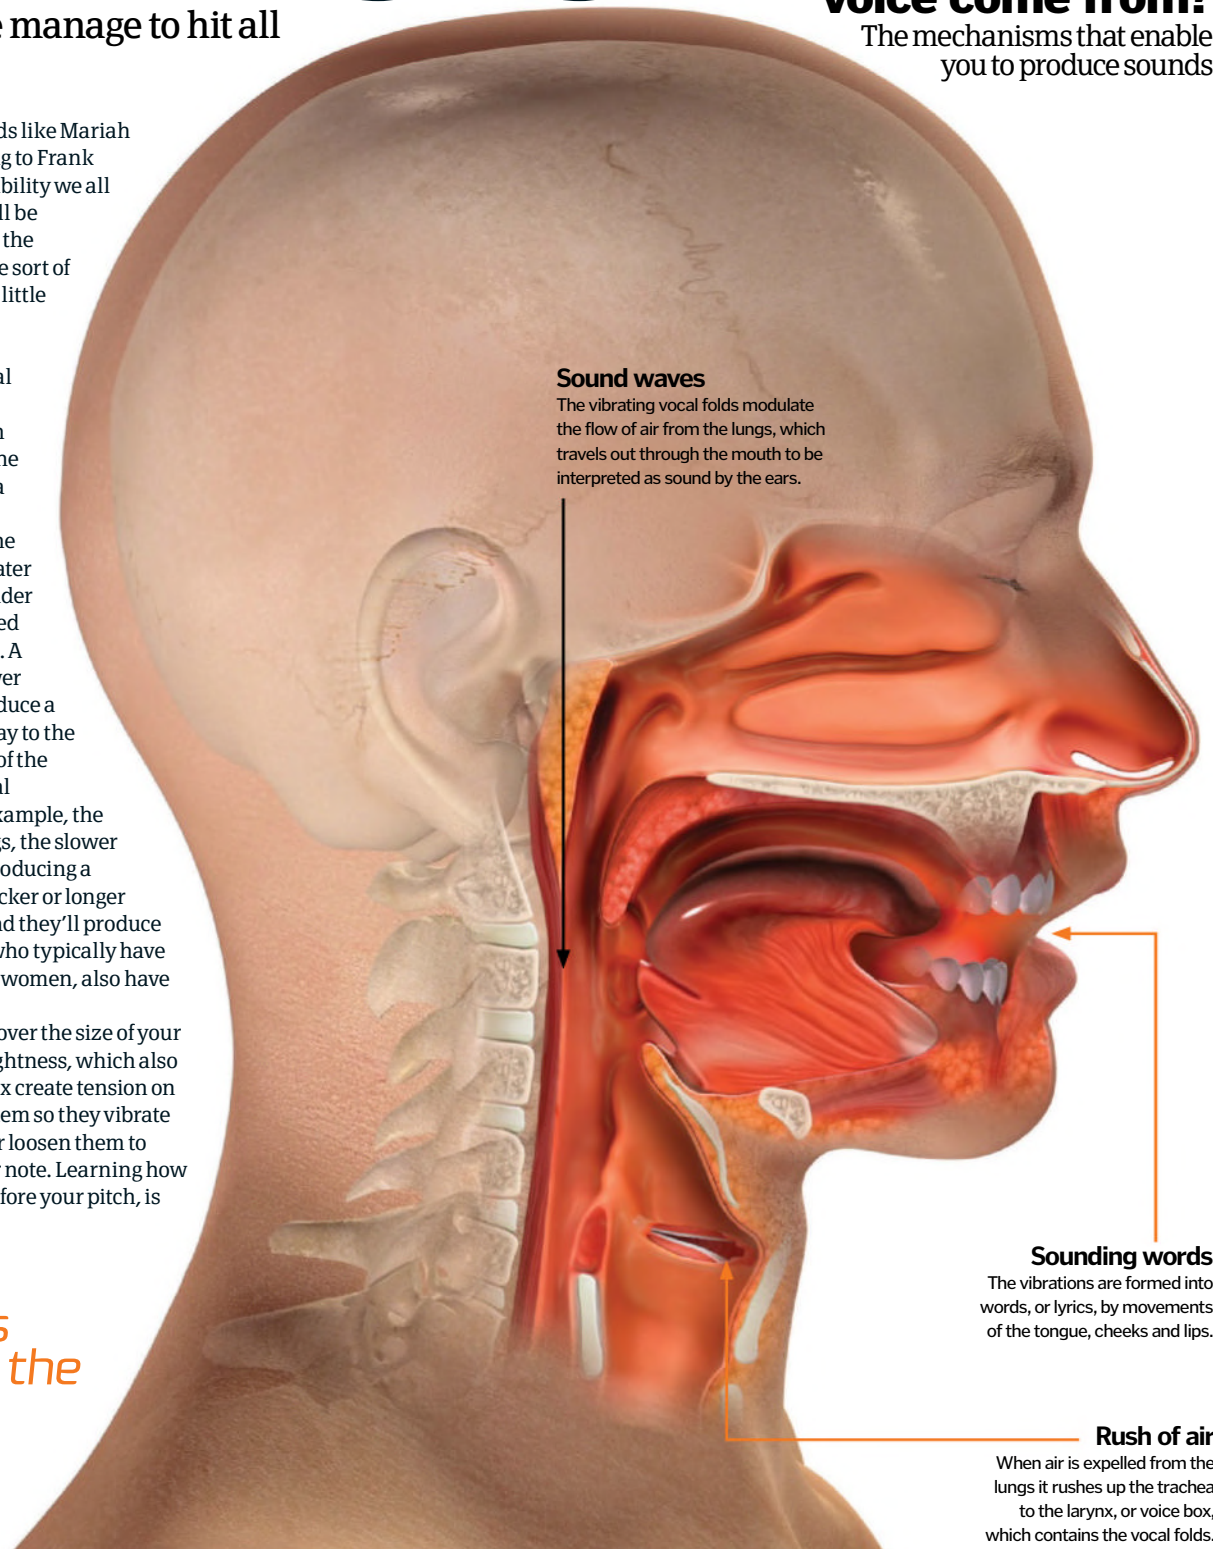 e manage to hit all
voice come from?
The mechanisms that enable
you to produce sounds
ds like Mariah
g to Frank
bility we all
ll be
the
e sort of
little
al
n
ne
a
ne
ater
der
ed
. A
er
duce a
ay to the
of the
al
xample, the
gs, the slower
oducing a
cker or longer
nd they’ll produce
who typically have
women, also have
over the size of your
ghtness, which also
x create tension on
em so they vibrate
r loosen them to
r note. Learning how
fore your pitch, is
s
the
Sound waves
The vibrating vocal folds modulate
the flow of air from the lungs, which
travels out through the mouth to be
interpreted as sound by the ears.
Sounding words
The vibrations are formed into
words, or lyrics, by movements
of the tongue, cheeks and lips.
Rush of air
When air is expelled from the
lungs it rushes up the trachea
to the larynx, or voice box,
which contains the vocal folds.